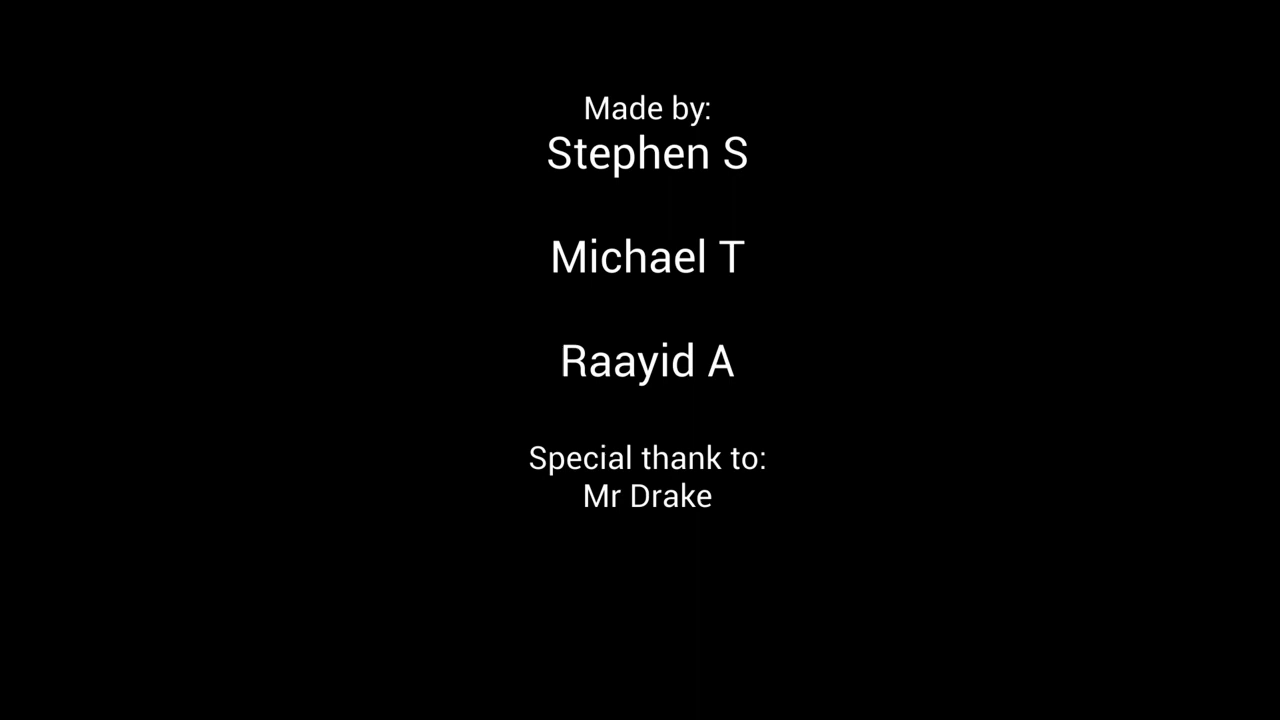 Made by:
Stephen S
Michael T
Raayid A
Special thank to:
Mr Drake